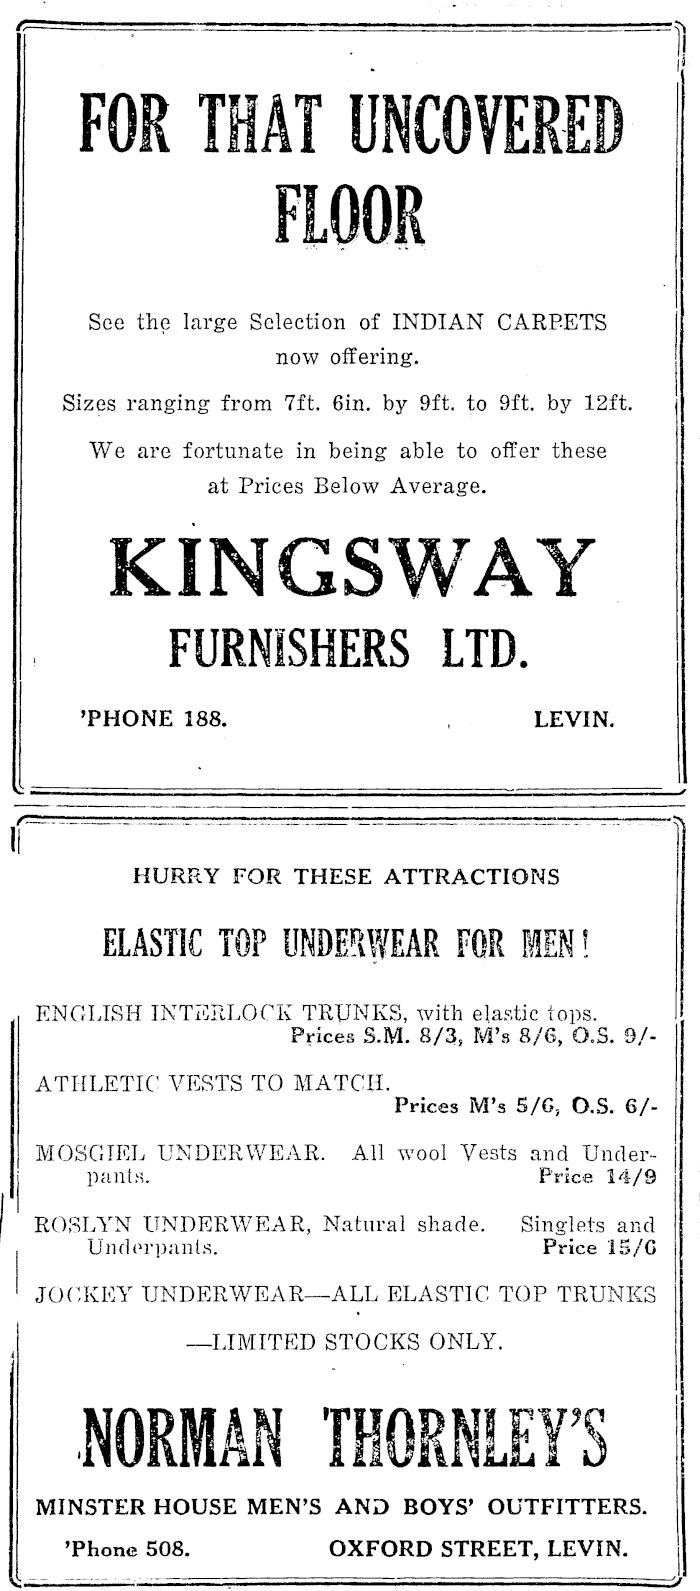 FOR THAT UNCOVERED
FLOOR
See the large Selection of INDIAN CARPETS
now offering.
Sizes ranging from 7ft. 6in. by 9ft. to 9ft. by 12ft.
We are fortunate in being able to offer these
at Prices Below Average.
KINGSWAY
FURNISHERS LTD.
'PHONE 188. LEVIN.
HURRY FOR THESE ATTRACTIONS
ELASTIC TOP UNDERWEAR FOR MEN!
ENGLISH INTERLOCK TRUNKS, with elastic tops.
Prices S.M. 8/3, M's 8/6, O.S. 9/-
ATHLETIC VESTS TO MATCH.
Prices M's 5/6, O.S. 6/-
MOSGIEL UNDERWEAR. All wool Vests and Under-
pants. Price 14/9
ROSLYN UNDERWEAR, Natural shade. Singlets and
Underpants. Price 15/6
JOCKEY UNDERWEAR—ALL ELASTIC TOP TRUNKS
—LIMITED STOCKS ONLY.
NORMAN THORNLEY'S
MINSTER HOUSE MEN'S AND BOYS' OUTFITTERS.
'Phone 508. OXFORD STREET, LEVIN.